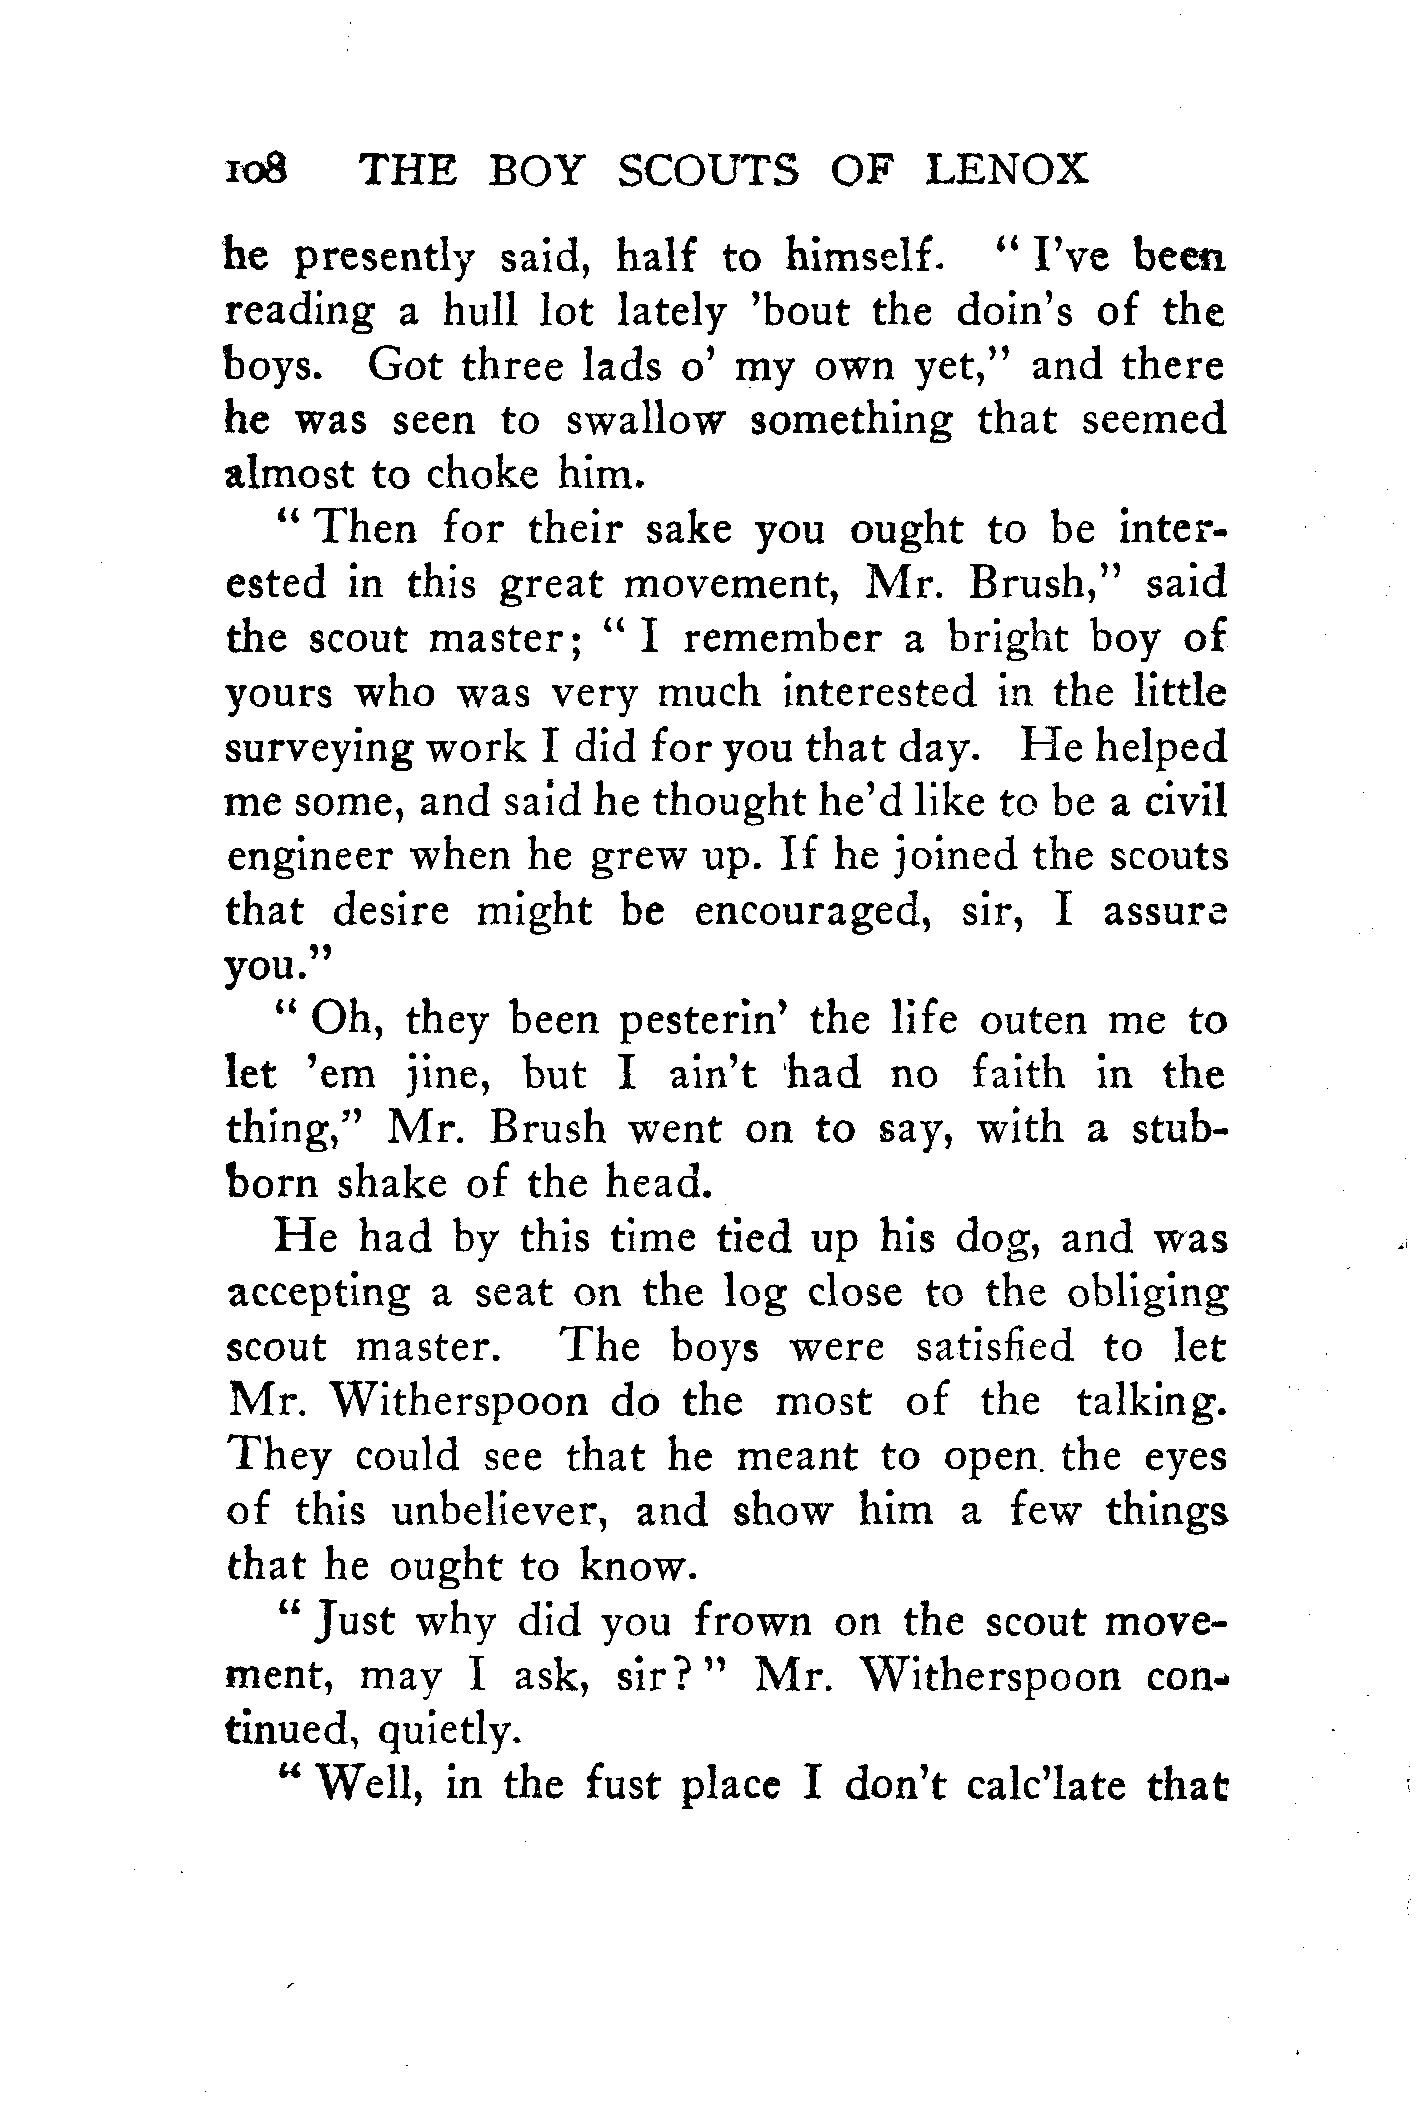 108 THE BOY SCOUTS OF LENOX
he presently said, half to himself. “ I've been
reading a hull lot lately ’bout the doin's of the
boys. Got three lads o' my own yet,” and there
he was seen to swallow something that seemed
almost to choke him.
“ Then for their sake you ought to be inter-
ested in this great movement, Mr. Brush,” said
the scout master; “ I remember a bright boy of
yours who was very much interested in the little
surveying work I did for you that day. He helped
me some, and said he thought he’d like to be a civil
engineer when he grew up. If he joined the scouts
that desire might be encouraged, sir, I assure
you.”
“ Oh, they been pesterin’ the life outen me to
let ’em jine, but I ain’t had no faith in the
thing,” Mr. Brush went on to say, with a stub-
born shake of the head.
He had by this time tied up his dog, and was
accepting a seat on the log close to the obliging
scout master. The boys were satisfied to let
Mr. Witherspoon do the most of the talking.
They could see that he meant to open the eyes
of this unbeliever, and show him a few things
that he ought to know.
“ Just why did you frown on the scout move-
ment, may I ask, sir? ” Mr. Witherspoon con-
tinued, quietly.
“ Well, in the fust place I don’t calc’late that